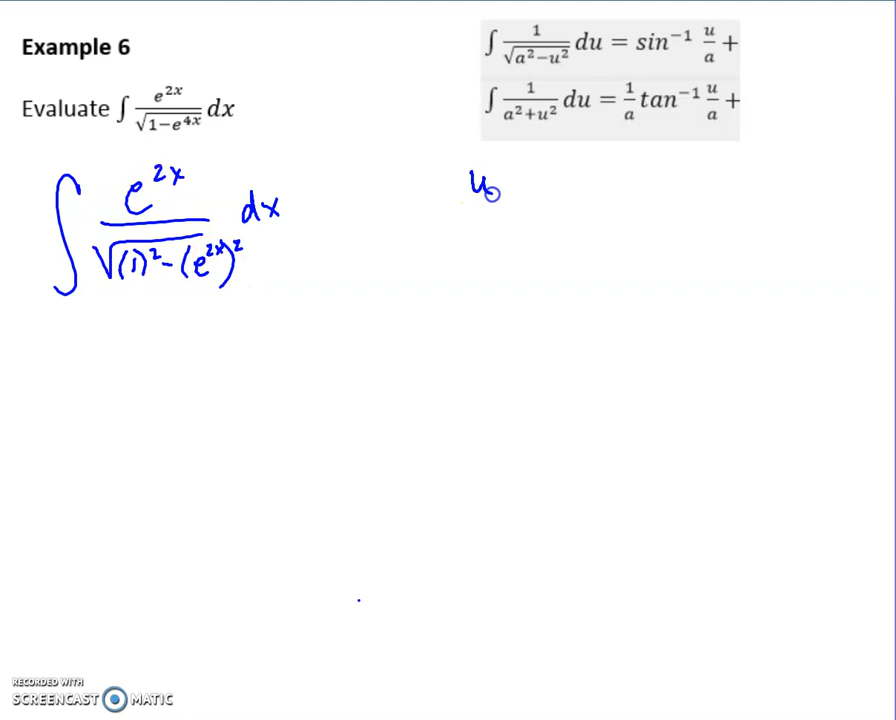 Example 6
∫ 1/√(a²−u²) du = sin⁻¹ u/a +
∫ 1/(a²+u²) du = 1/a tan⁻¹ u/a +
Evaluate ∫ e^(2x)/√(1−e^(4x)) dx
∫ e^(2x)/√((1)²−(e^(2x))²) dx
u
RECORDED WITH
SCREENCAST MATIC